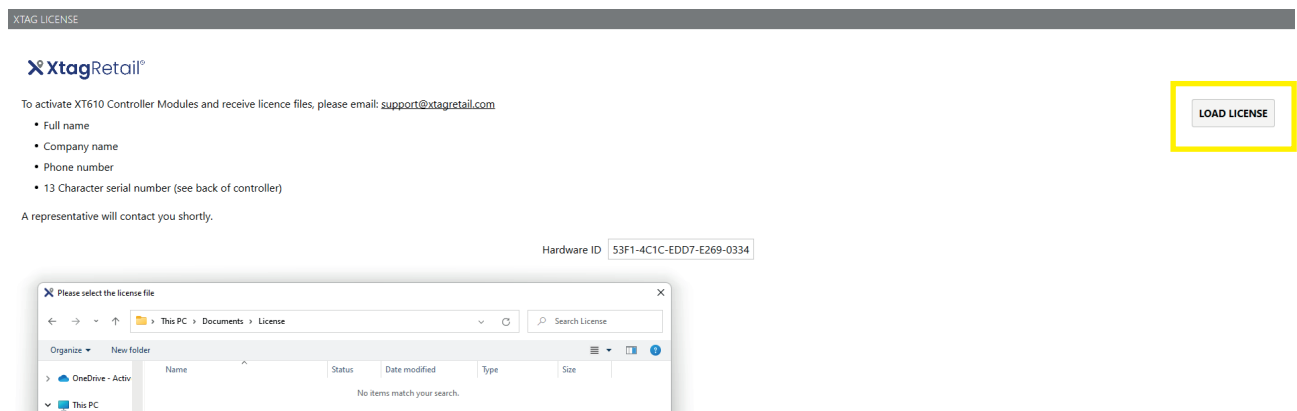 XTAG LICENSE
XtagRetail®
To activate XT610 Controller Modules and receive licence files, please email: support@xtagretail.com
LOAD LICENSE
• Full name
• Company name
• Phone number
• 13 Character serial number (see back of controller)
A representative will contact you shortly.
Hardware ID 53F1-4C1C-EDD7-E269-0334
Please select the license file
This PC > Documents > License
Search License
Organize
New folder
Name Status Date modified Type Size
OneDrive - Activ
No items match your search.
This PC